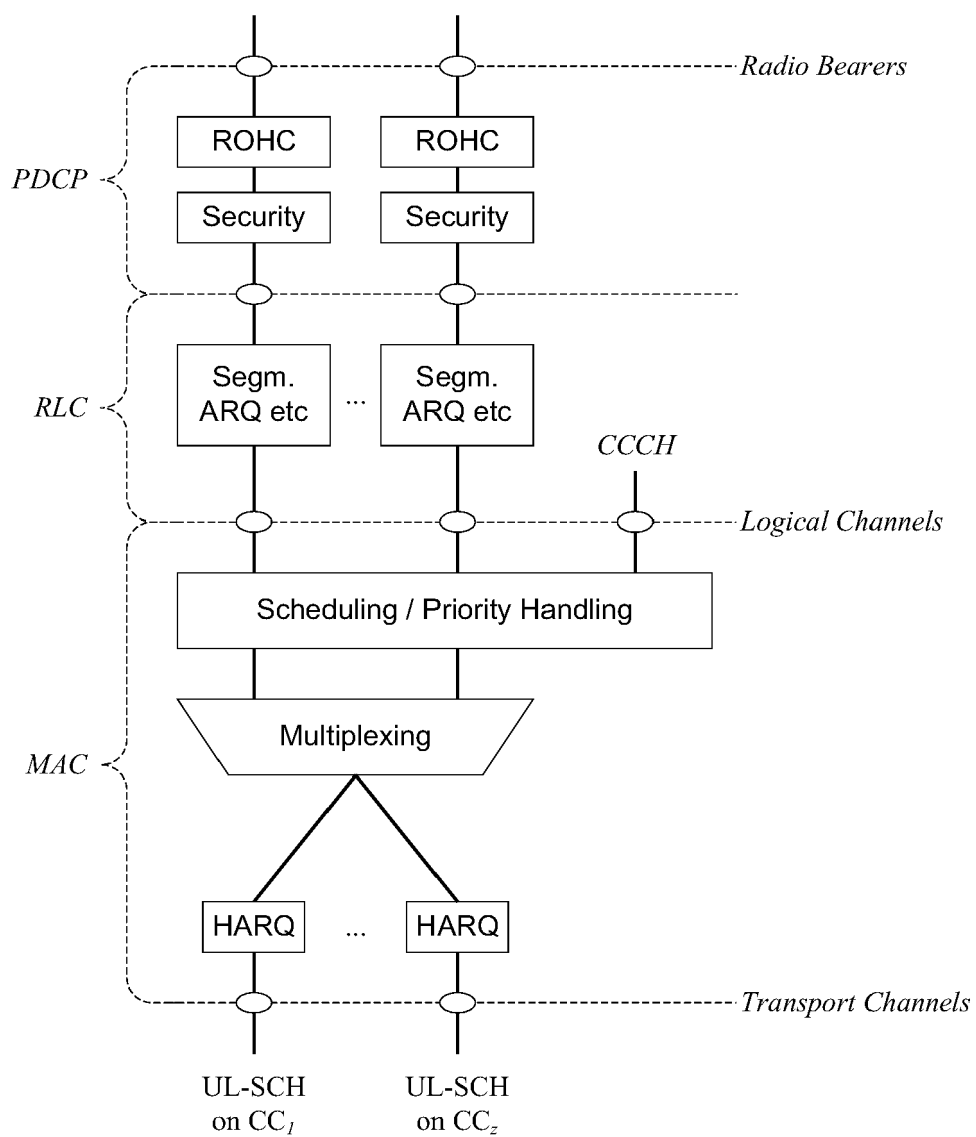 Radio Bearers
ROHC
ROHC
PDCP
Security
Security
Segm.
ARQ etc
...
Segm.
ARQ etc
RLC
CCCH
Logical Channels
Scheduling / Priority Handling
Multiplexing
MAC
HARQ
...
HARQ
Transport Channels
UL-SCH
on CC1
UL-SCH
on CCz